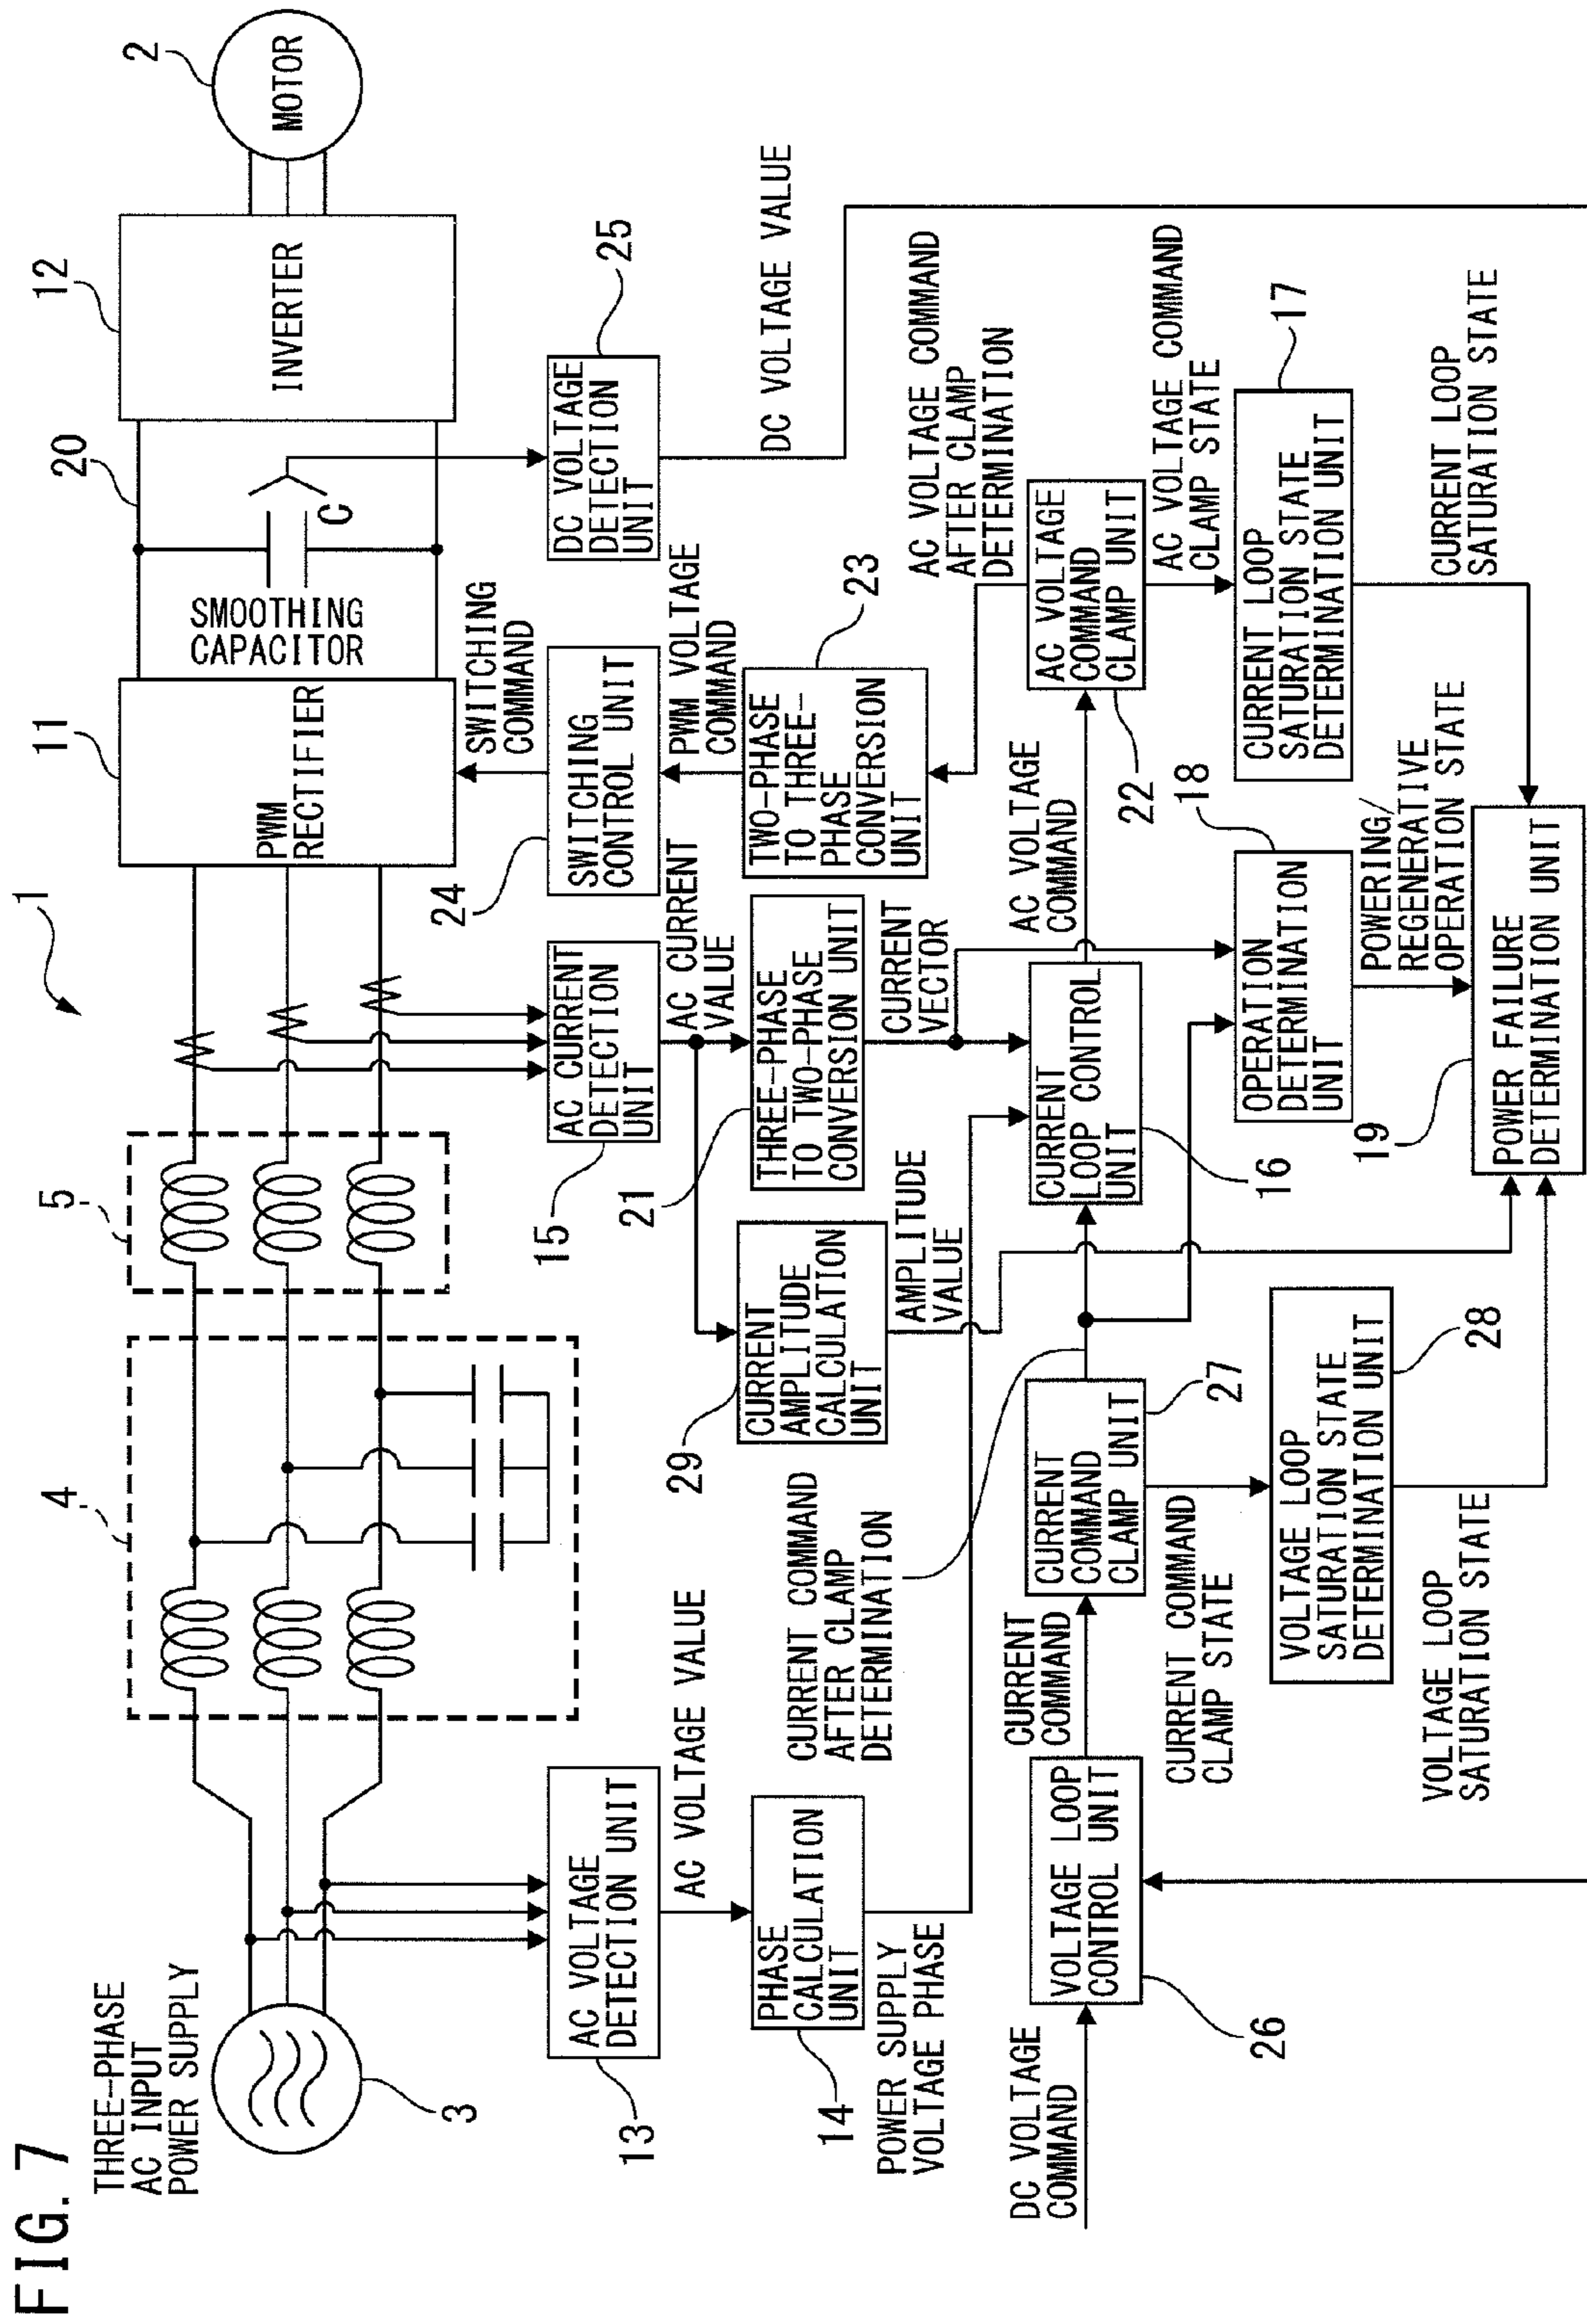 FIG. 7
THREE-PHASE
AC INPUT
POWER SUPPLY
3
1
4
5
11
PWM
RECTIFIER
SMOOTHING
CAPACITOR
C
20
12
INVERTER
2
MOTOR
13
AC VOLTAGE
DETECTION UNIT
AC VOLTAGE VALUE
14
PHASE
CALCULATION
UNIT
POWER SUPPLY
VOLTAGE PHASE
15
AC CURRENT
DETECTION
UNIT
AC CURRENT
VALUE
24
SWITCHING
CONTROL UNIT
SWITCHING
COMMAND
PWM VOLTAGE
COMMAND
DC VOLTAGE
DETECTION
UNIT
25
DC VOLTAGE VALUE
29
CURRENT
AMPLITUDE
CALCULATION
UNIT
AMPLITUDE
VALUE
21
THREE-PHASE
TO TWO-PHASE
CONVERSION UNIT
CURRENT
VECTOR
TWO-PHASE
TO THREE-
PHASE
CONVERSION
UNIT
23
AC VOLTAGE COMMAND
AFTER CLAMP
DETERMINATION
CURRENT COMMAND
AFTER CLAMP
DETERMINATION
DC VOLTAGE
COMMAND
VOLTAGE LOOP
CONTROL UNIT
26
CURRENT
COMMAND
CURRENT
COMMAND
CLAMP UNIT
27
CURRENT
LOOP CONTROL
UNIT
16
AC VOLTAGE
COMMAND
AC VOLTAGE
COMMAND
CLAMP UNIT
22
AC VOLTAGE COMMAND
CLAMP STATE
CURRENT COMMAND
CLAMP STATE
VOLTAGE LOOP
SATURATION STATE
DETERMINATION UNIT
28
VOLTAGE LOOP
SATURATION STATE
OPERATION
DETERMINATION
UNIT
18
POWERING/
REGENERATIVE
OPERATION STATE
CURRENT LOOP
SATURATION STATE
DETERMINATION UNIT
17
CURRENT LOOP
SATURATION STATE
19
POWER FAILURE
DETERMINATION UNIT